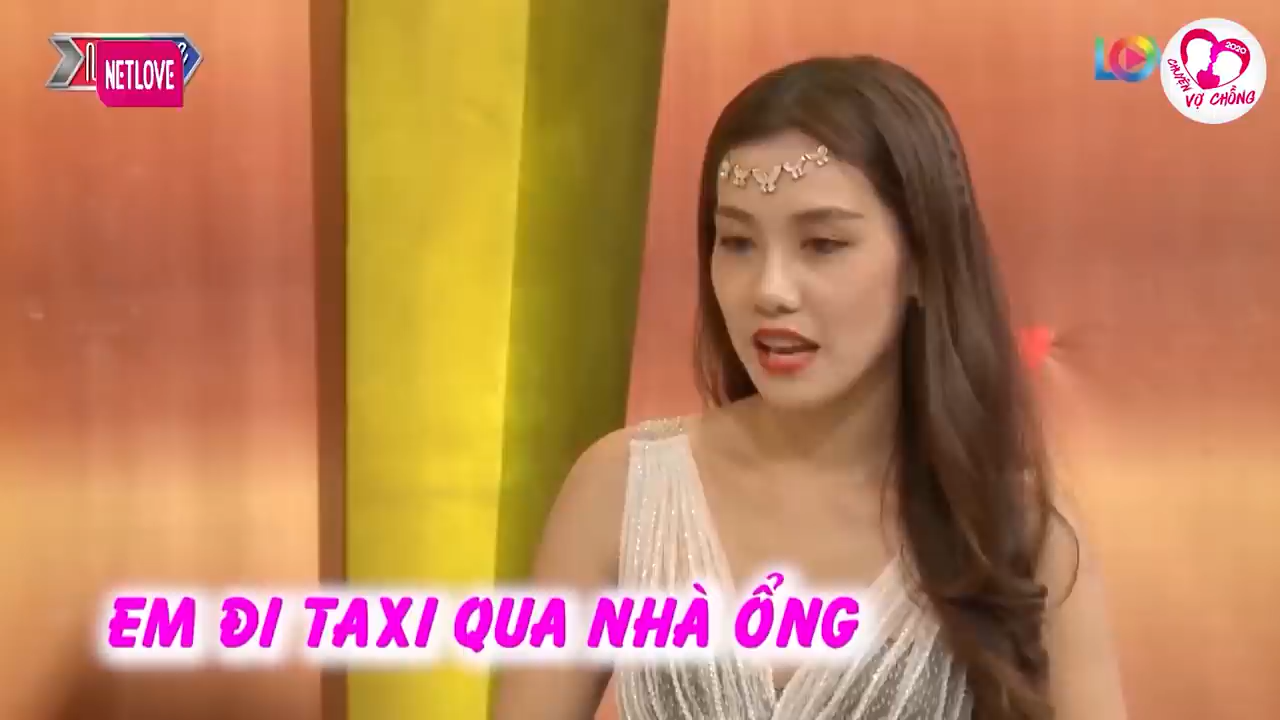 NETLOVE
2020
CHUYỆN
VỢ CHỒNG
EM ĐI TAXI QUA NHÀ ỔNG